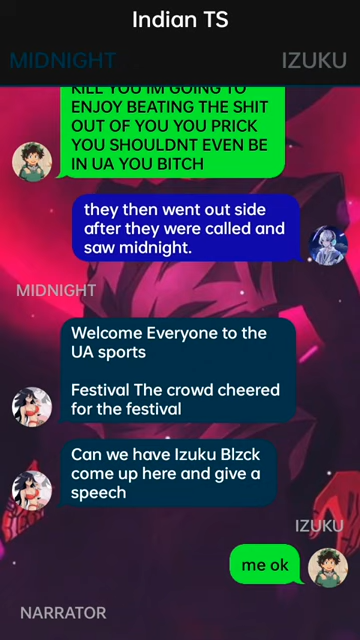 Indian TS
MIDNIGHT
IZUKU
KILL YOU IM GOING TO
ENJOY BEATING THE SHIT
OUT OF YOU YOU PRICK
YOU SHOULDNT EVEN BE
IN UA YOU BITCH
they then went out side
after they were called and
saw midnight.
MIDNIGHT
Welcome Everyone to the
UA sports
Festival The crowd cheered
for the festival
Can we have Izuku Blzck
come up here and give a
speech
IZUKU
me ok
NARRATOR